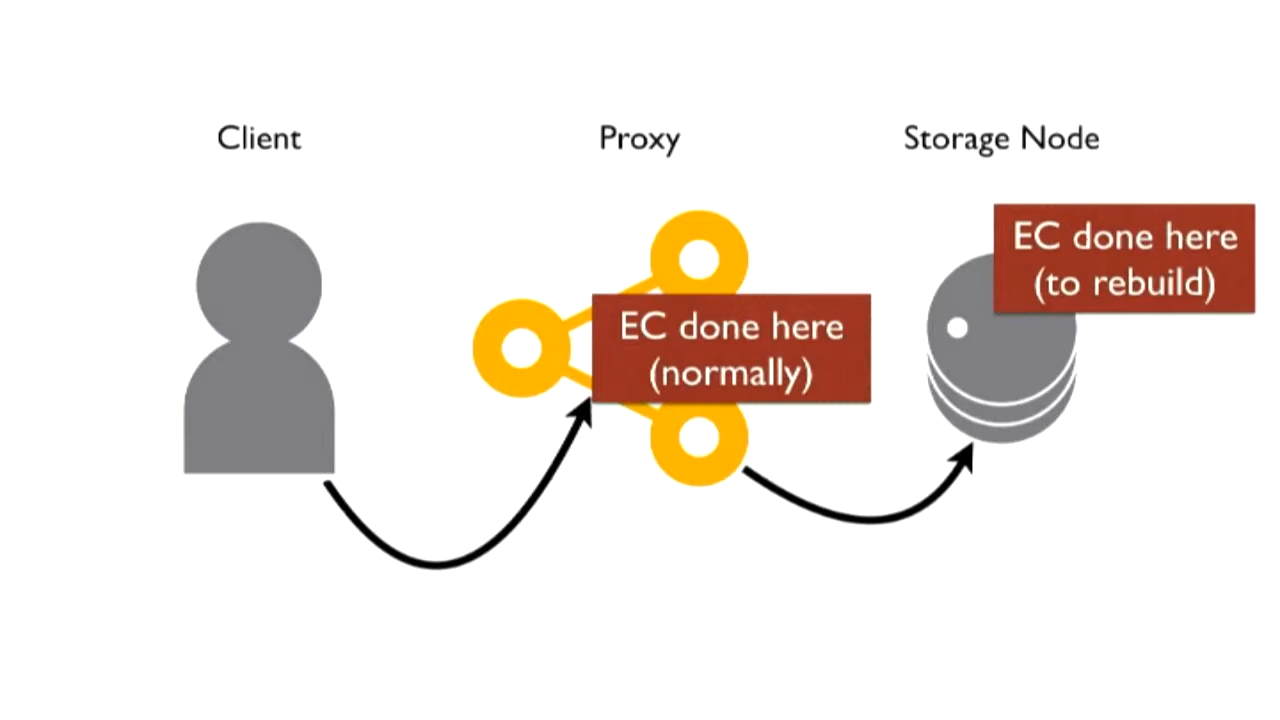 Client
Proxy
Storage Node
EC done here
(to rebuild)
EC done here
(normally)